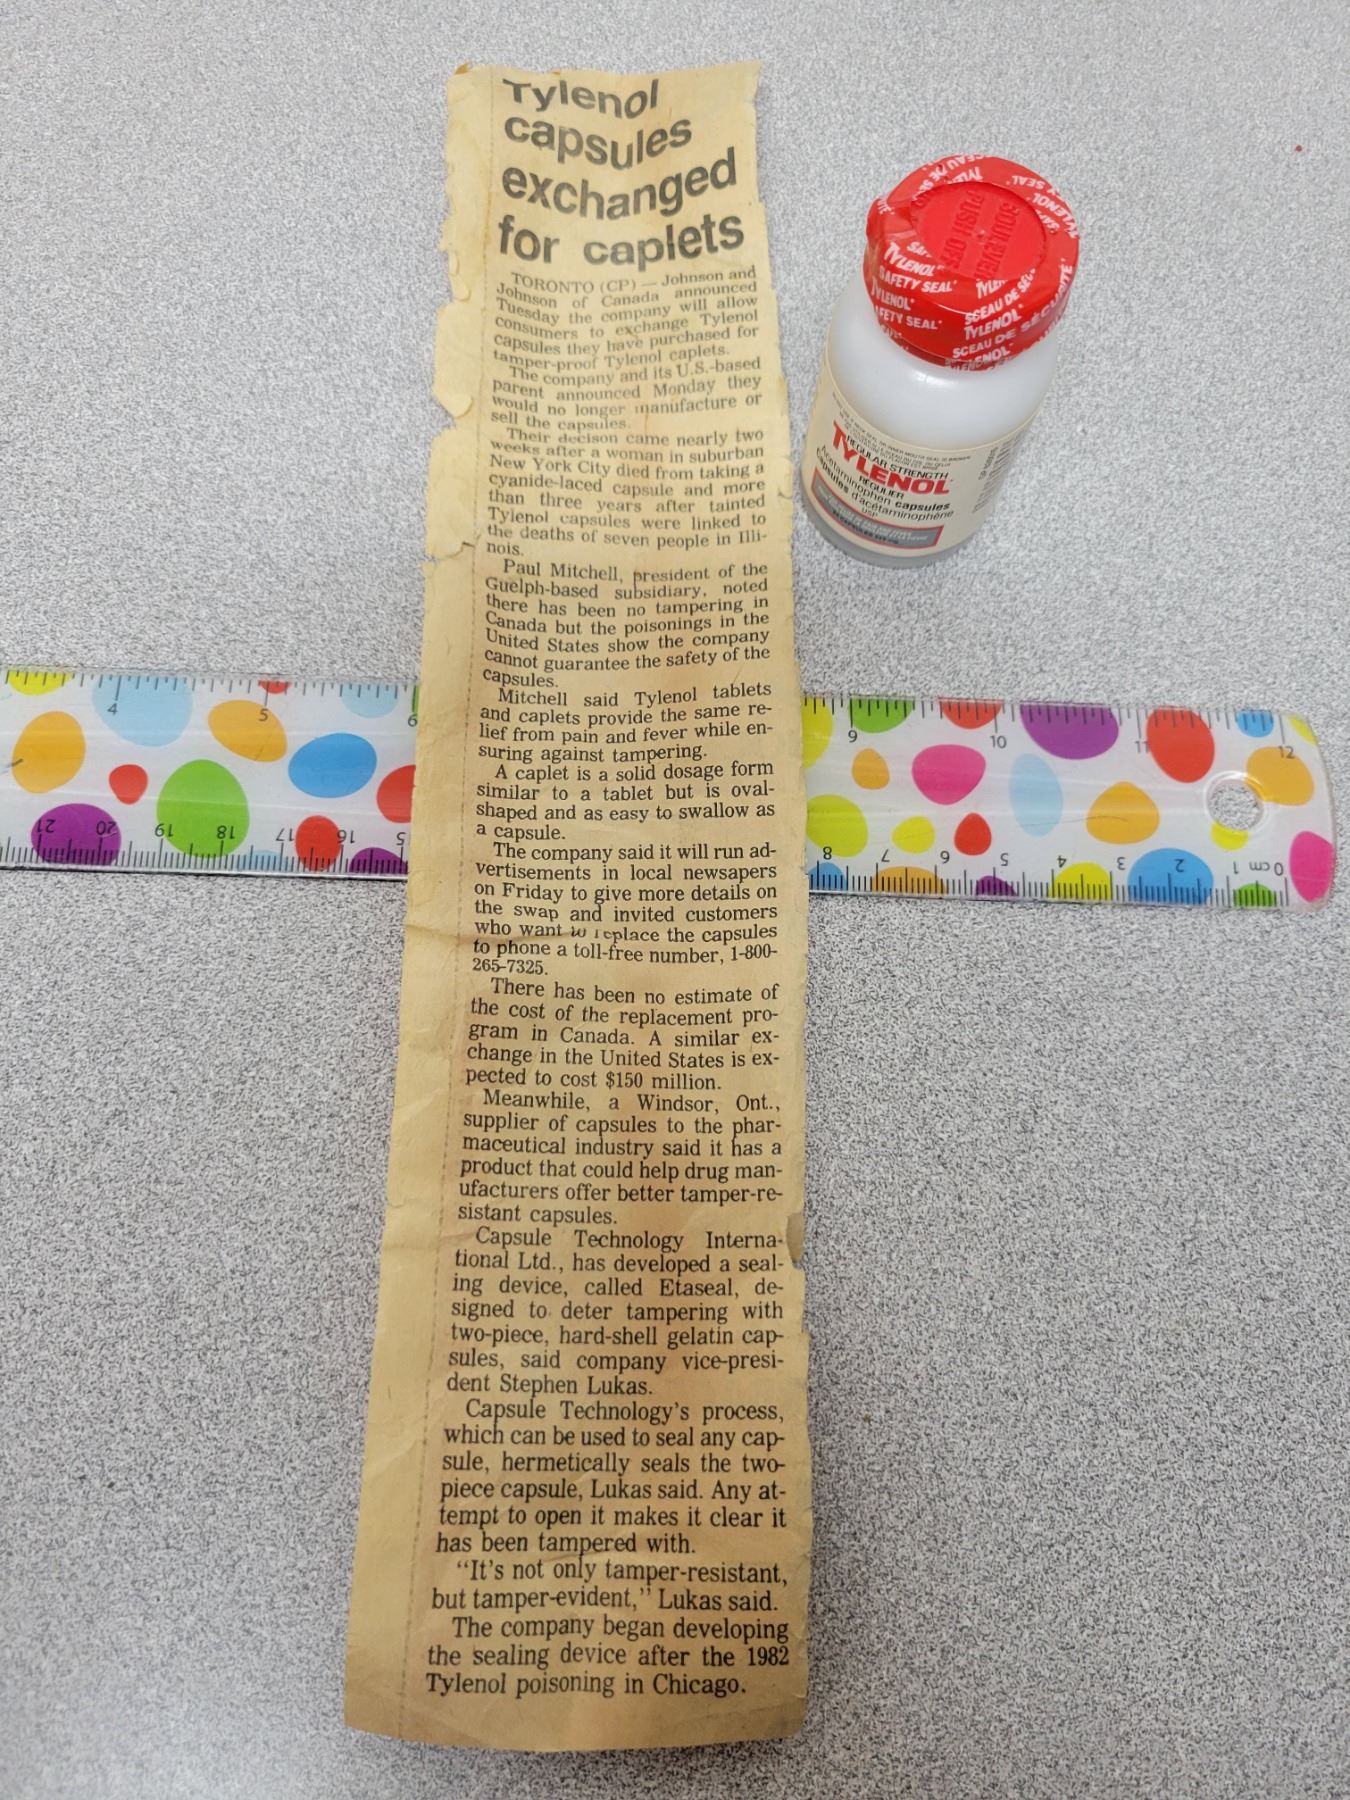 Tylenol
capsules
exchanged
for caplets
TORONTO (CP) — Johnson and
Johnson of Canada announced
Tuesday the company will allow
consumers to exchange Tylenol
capsules they have purchased for
tamper-proof Tylenol caplets.
The company and its U.S.-based
parent announced Monday they
would no longer manufacture or
sell the capsules.
Their decison came nearly two
weeks after a woman in suburban
New York City died from taking a
cyanide-laced capsule and more
than three years after tainted
Tylenol capsules were linked to
the deaths of seven people in Illi-
nois.
Paul Mitchell, president of the
Guelph-based subsidiary, noted
there has been no tampering in
Canada but the poisonings in the
United States show the company
cannot guarantee the safety of the
capsules.
Mitchell said Tylenol tablets
and caplets provide the same re-
lief from pain and fever while en-
suring against tampering.
A caplet is a solid dosage form
similar to a tablet but is oval-
shaped and as easy to swallow as
a capsule.
The company said it will run ad-
vertisements in local newsapers
on Friday to give more details on
the swap and invited customers
who want to replace the capsules
to phone a toll-free number, 1-800-
265-7325.
There has been no estimate of
the cost of the replacement pro-
gram in Canada. A similar ex-
change in the United States is ex-
pected to cost $150 million.
Meanwhile, a Windsor, Ont.,
supplier of capsules to the phar-
maceutical industry said it has a
product that could help drug man-
ufacturers offer better tamper-re-
sistant capsules.
Capsule Technology Interna-
tional Ltd., has developed a seal-
ing device, called Etaseal, de-
signed to deter tampering with
two-piece, hard-shell gelatin cap-
sules, said company vice-presi-
dent Stephen Lukas.
Capsule Technology's process,
which can be used to seal any cap-
sule, hermetically seals the two-
piece capsule, Lukas said. Any at-
tempt to open it makes it clear it
has been tampered with.
“It's not only tamper-resistant,
but tamper-evident,” Lukas said.
The company began developing
the sealing device after the 1982
Tylenol poisoning in Chicago.
PUSH OFF
SOULEVER
TYLENOL
SAFETY SEAL*
TYLENOL*
SCEAU DE SÉCURITÉ*
REGULAR STRENGTH
TYLENOL
REGULIER
Acetaminophen capsules
Capsules d'acétaminophène
USP
4 5 6
9 10 11 12
21 20 19 18 17 16 15
8 7 6 5 4 3 2 1 0 cm